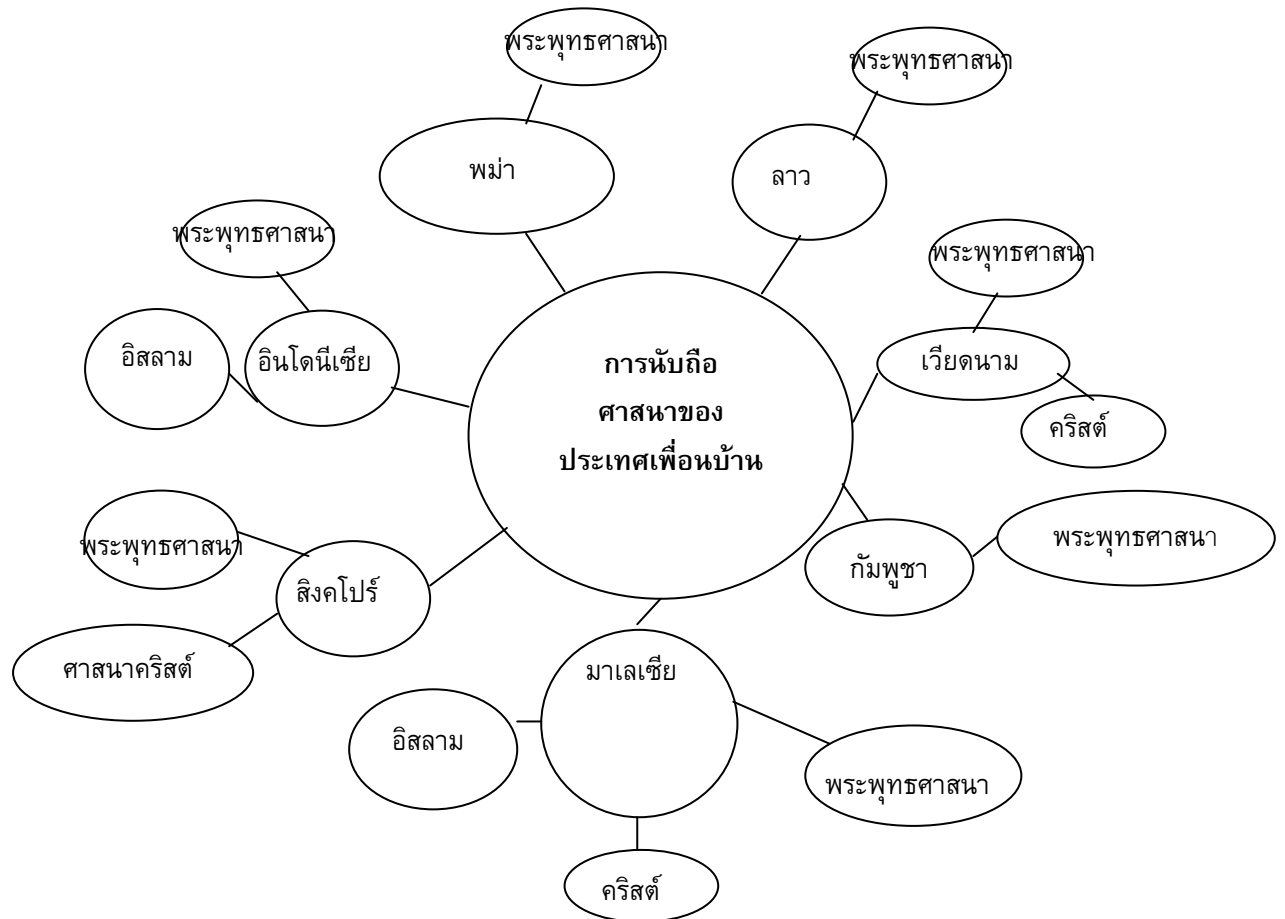 พระพุทธศาสนา
พระพุทธศาสนา
พม่า
ลาว
พระพุทธศาสนา
พระพุทธศาสนา
อิสลาม
อินโดนีเซีย
การนับถือ
ศาสนาของ
ประเทศเพื่อนบ้าน
เวียดนาม
คริสต์
พระพุทธศาสนา
สิงคโปร์
ศาสนาคริสต์
กัมพูชา
พระพุทธศาสนา
มาเลเซีย
อิสลาม
พระพุทธศาสนา
คริสต์